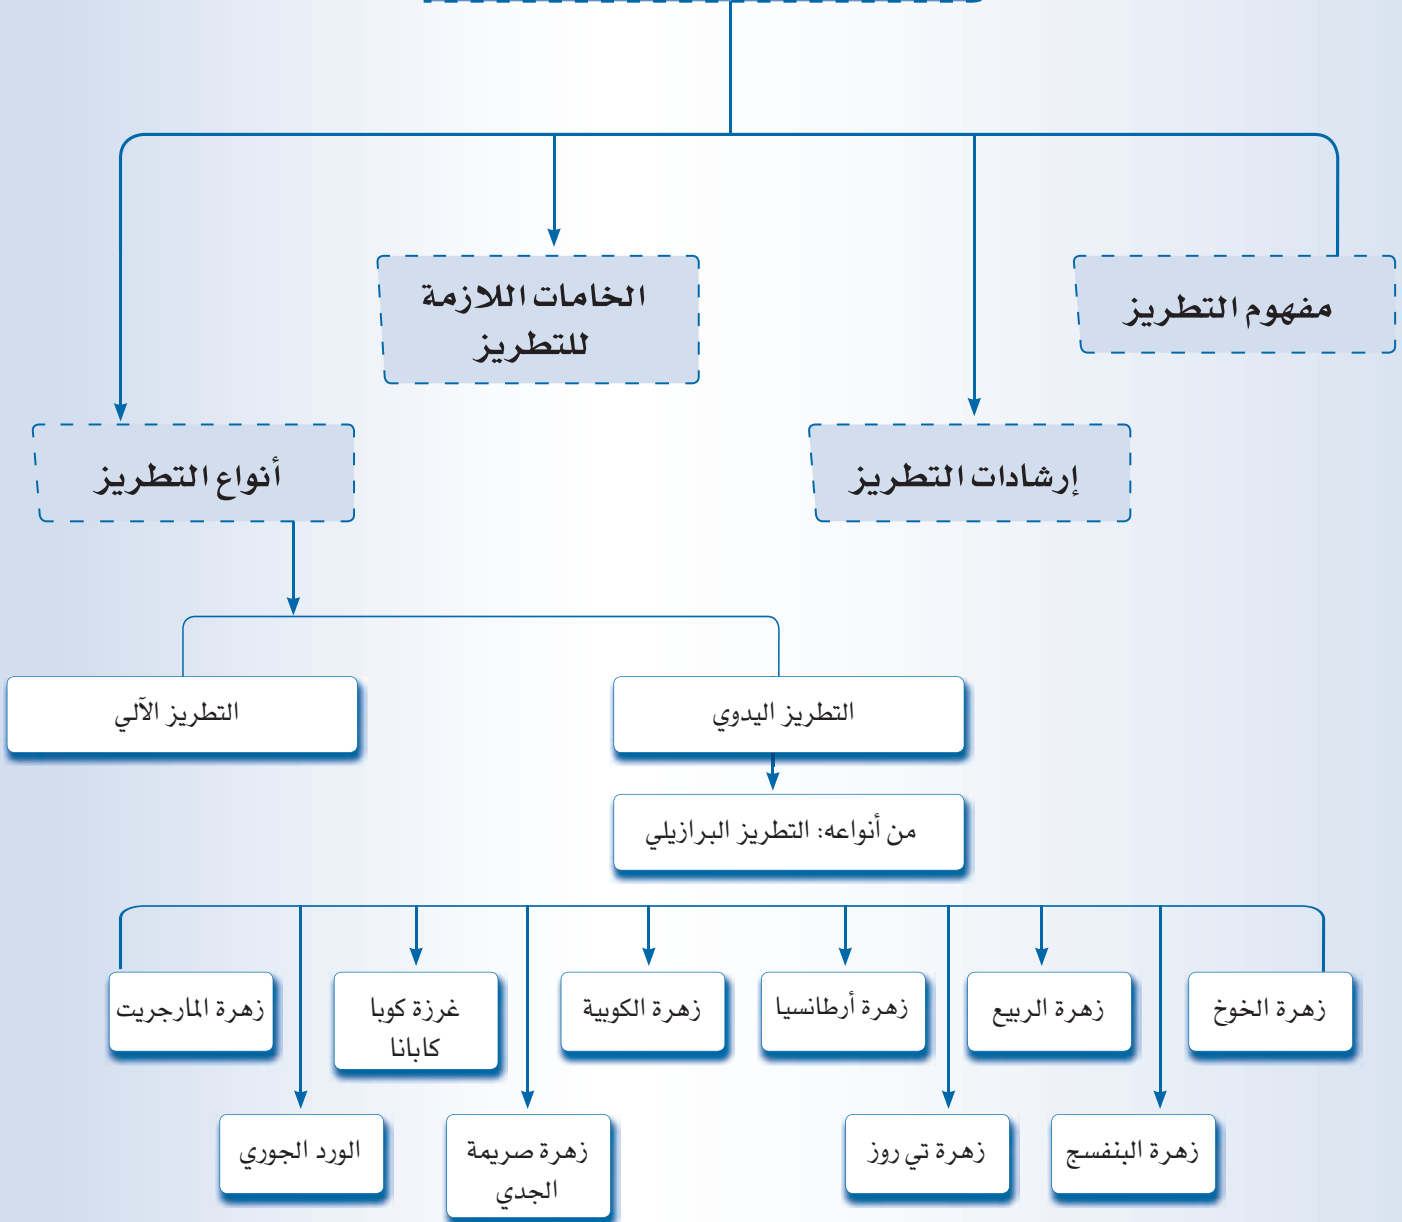 مفهوم التطريز
الخامات اللازمة
للتطريز
إرشادات التطريز
أنواع التطريز
التطريز اليدوي
التطريز الآلي
من أنواعه: التطريز البرازيلي
زهرة الخوخ
زهرة الربيع
زهرة أرطانسيا
زهرة الكوبية
غرزة كوبا
كابانا
زهرة المارجريت
زهرة البنفسج
زهرة تي روز
زهرة صريمة
الجدي
الورد الجوري